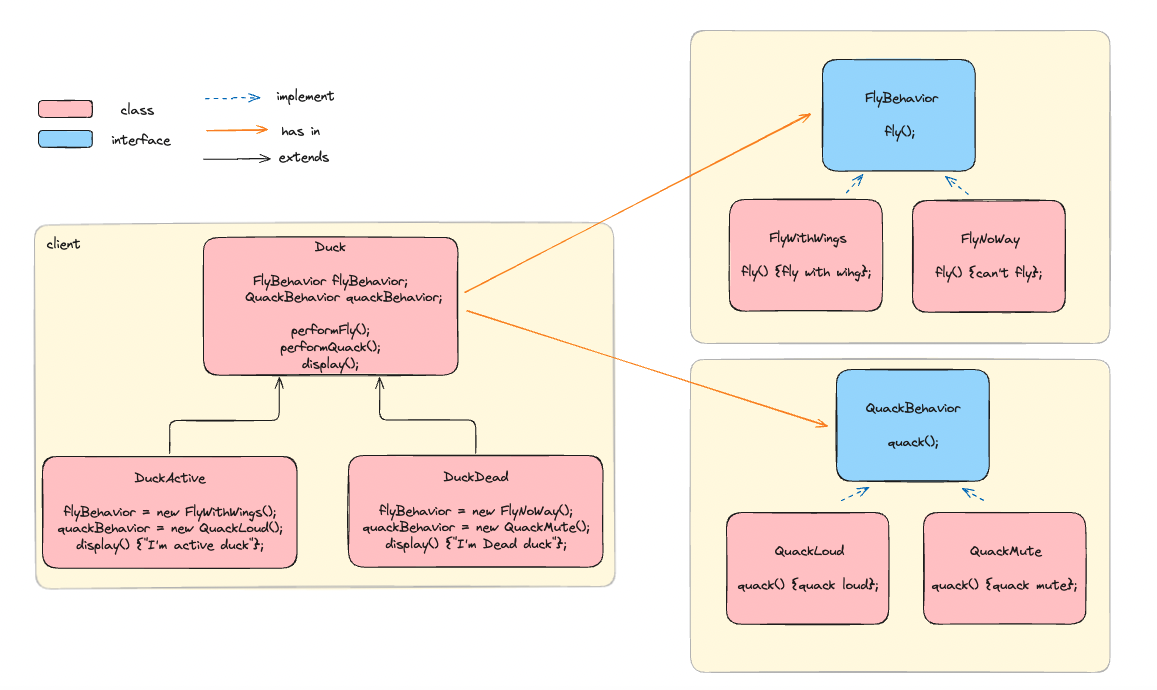 class
interface
implement
has in
extends
client
Duck
FlyBehavior flyBehavior;
QuackBehavior quackBehavior;
performFly();
performQuack();
display();
DuckActive
flyBehavior = new FlyWithWings();
quackBehavior = new QuackLoud();
display() {"I'm active duck"};
DuckDead
flyBehavior = new FlyNoWay();
quackBehavior = new QuackMute();
display() {"I'm Dead duck"};
FlyBehavior
fly();
FlyWithWings
fly() {fly with wing};
FlyNoWay
fly() {can't fly};
QuackBehavior
quack();
QuackLoud
quack() {quack loud};
QuackMute
quack() {quack mute};